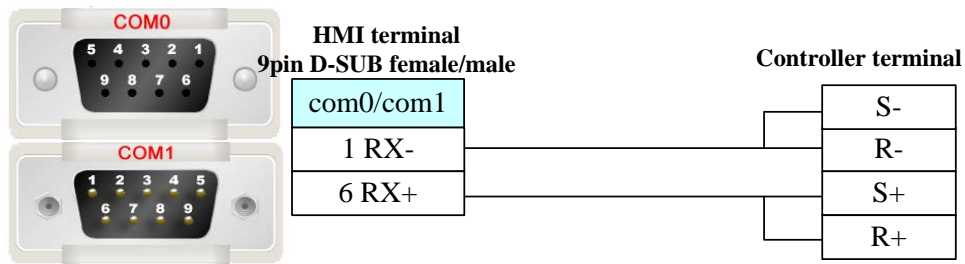 COM0
5 4 3 2 1
9 8 7 6
COM1
1 2 3 4 5
6 7 8 9
HMI terminal
9pin D-SUB female/male
com0/com1
1 RX-
6 RX+
Controller terminal
S-
R-
S+
R+